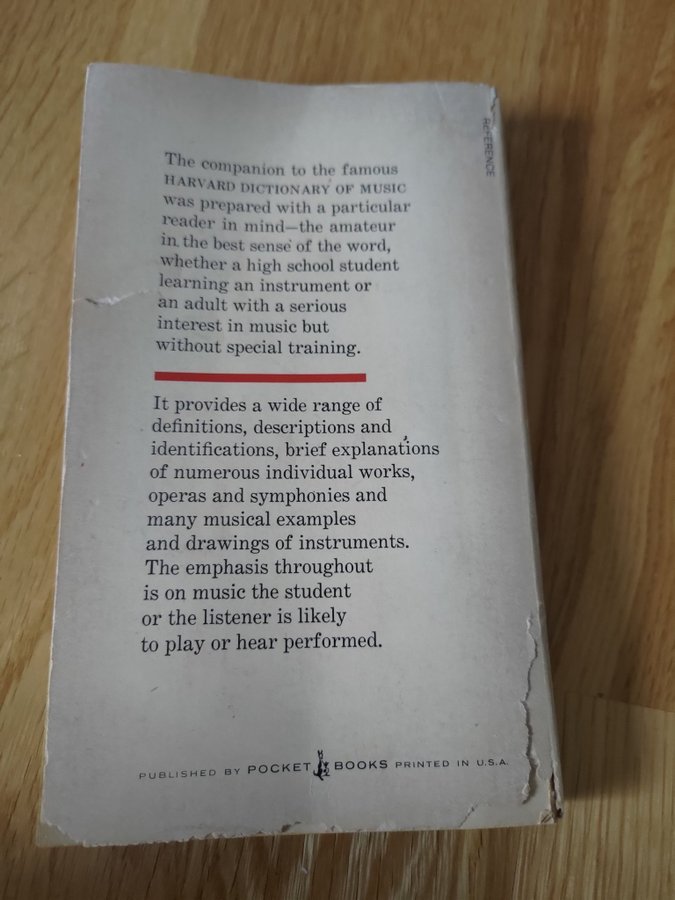 REFERENCE
The companion to the famous
HARVARD DICTIONARY OF MUSIC
was prepared with a particular
reader in mind—the amateur
in the best sense of the word,
whether a high school student
learning an instrument or
an adult with a serious
interest in music but
without special training.
It provides a wide range of
definitions, descriptions and
identifications, brief explanations
of numerous individual works,
operas and symphonies and
many musical examples
and drawings of instruments.
The emphasis throughout
is on music the student
or the listener is likely
to play or hear performed.
PUBLISHED BY POCKET BOOKS PRINTED IN U.S.A.